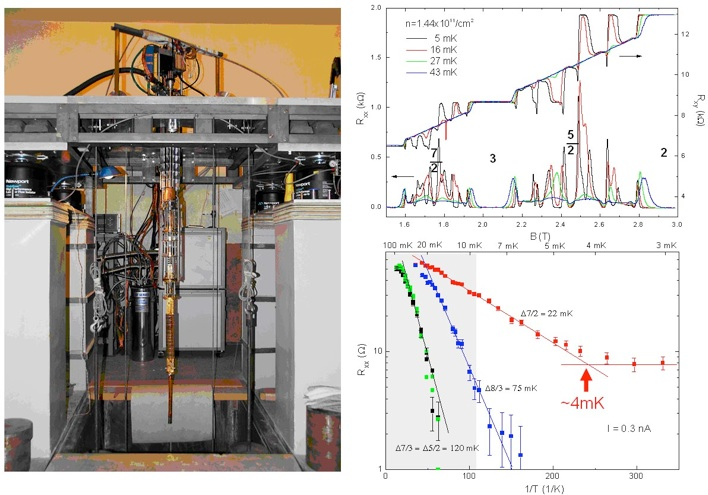 Newport
Newport
n=1.44x10¹¹/cm²
5 mK
16 mK
27 mK
43 mK
2.0
1.5
1.0
0.5
0.0
Rxx (kΩ)
12
10
8
6
4
Rxy (kΩ)
7/2
3
5/2
2
1.6
1.8
2.0
2.2
2.4
2.6
2.8
3.0
B (T)
100 mK
20 mK
10 mK
7 mK
5 mK
4 mK
3 mK
Δ7/2 = 22 mK
Δ8/3 = 75 mK
~4mK
I = 0.3 nA
Δ7/3 = Δ5/2 = 120 mK
10
1
Rxx (Ω)
0
50
100
150
200
250
300
350
1/T (1/K)